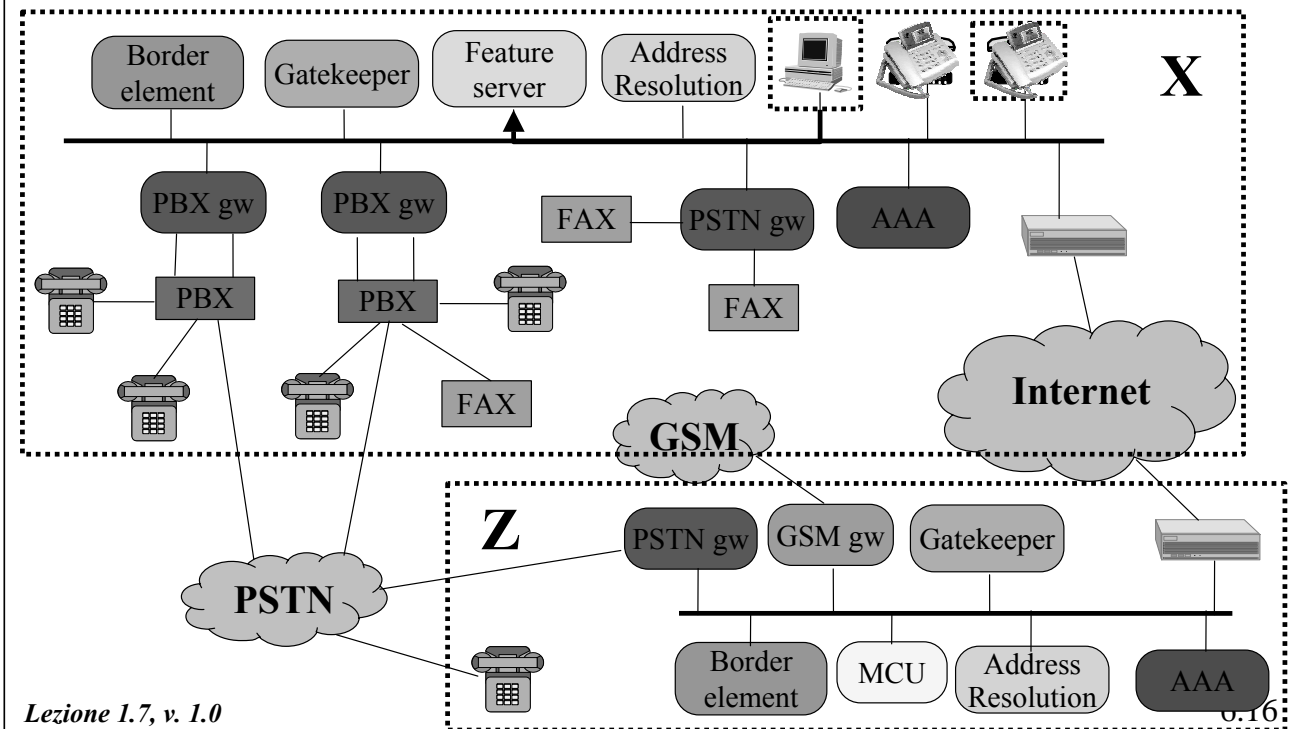 Border
element
Gatekeeper
Feature
server
Address
Resolution
X
PBX gw
PBX gw
FAX
PSTN gw
AAA
PBX
PBX
FAX
FAX
Internet
GSM
Z
PSTN gw
GSM gw
Gatekeeper
PSTN
Border
element
MCU
Address
Resolution
AAA
Lezione 1.7, v. 1.0
6.16